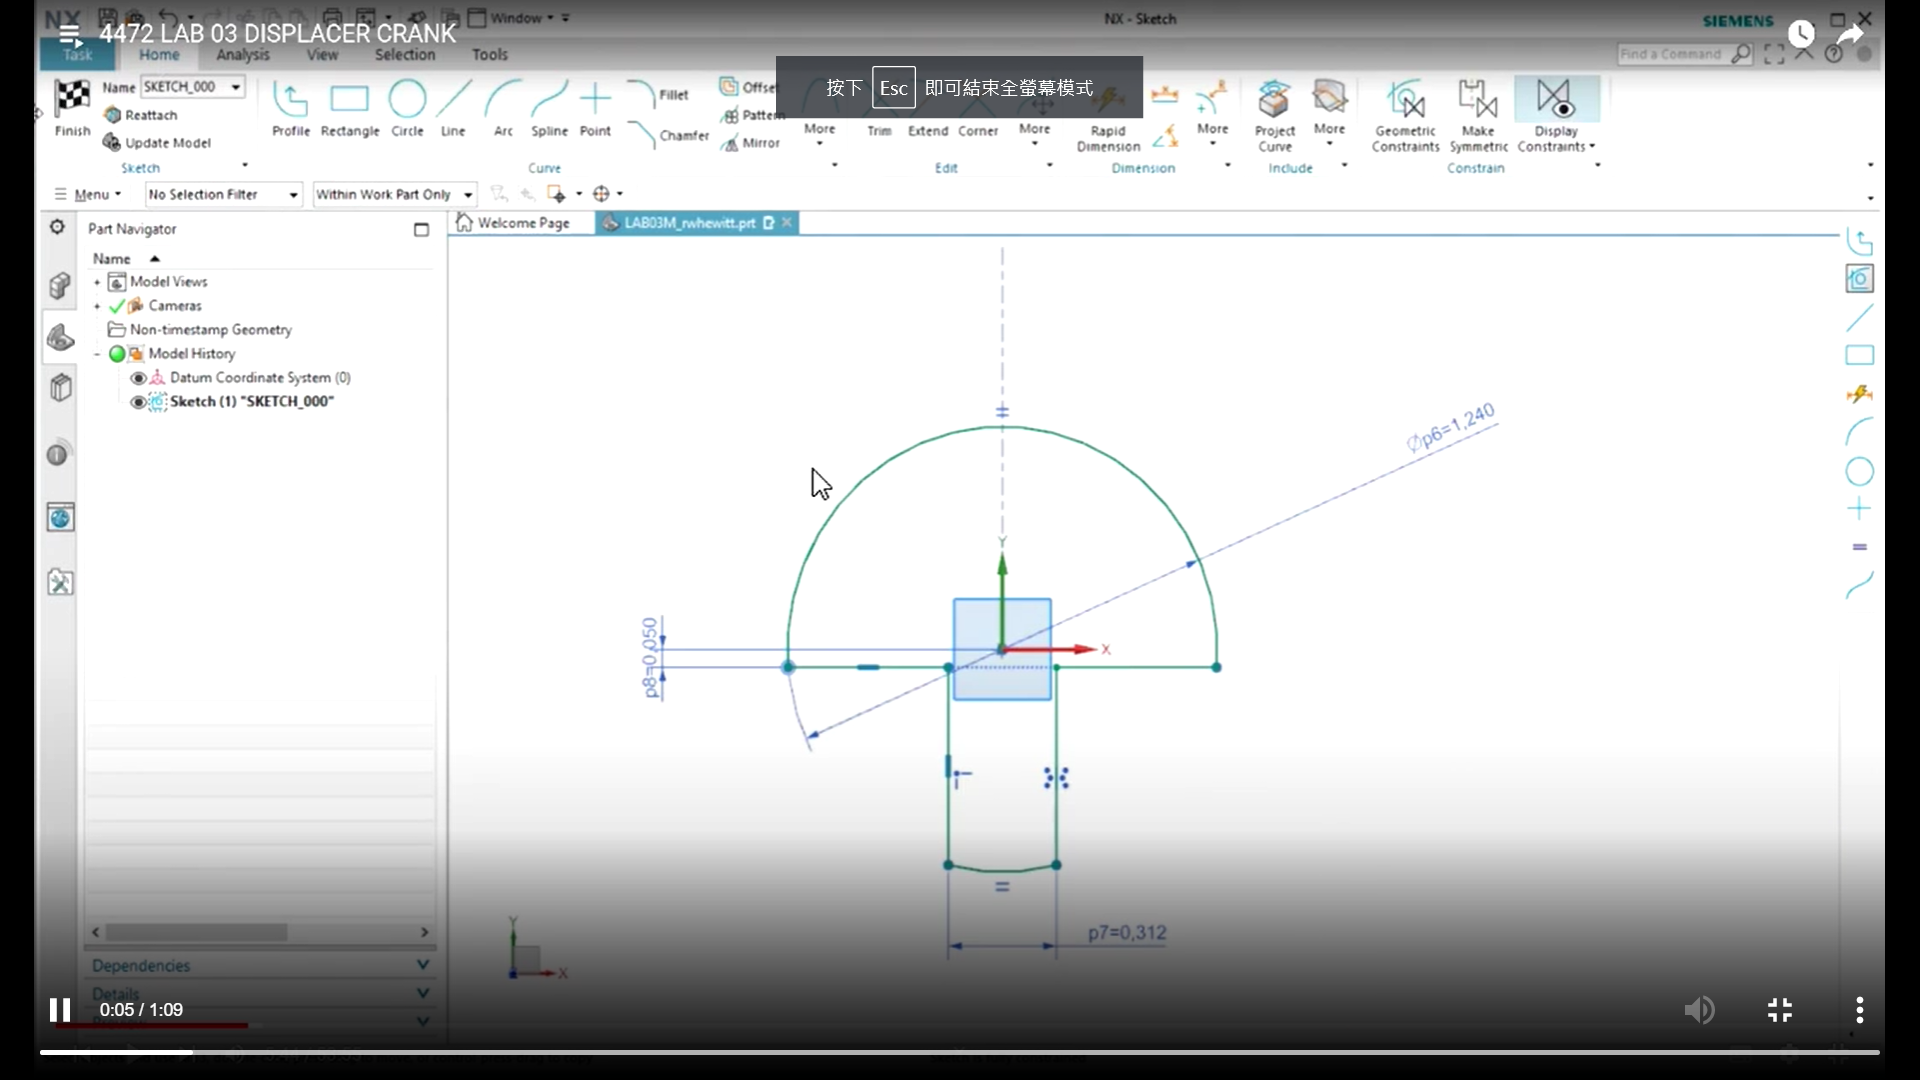 NX
Window
NX - Sketch
SIEMENS
4472 LAB 03 DISPLACER CRANK
Task
Home
Analysis
View
Selection
Tools
Find a Command
按下 Esc 即可結束全螢幕模式
Name SKETCH_000
Reattach
Update Model
Finish
Profile
Rectangle
Circle
Line
Arc
Spline
Point
Fillet
Chamfer
Offset
Pattern
Mirror
More
Trim
Extend
Corner
More
Rapid Dimension
More
Project Curve
More
Geometric Constraints
Make Symmetric
Display Constraints
Sketch
Curve
Edit
Dimension
Include
Constrain
Menu
No Selection Filter
Within Work Part Only
Part Navigator
Welcome Page
LAB03M_rwhewitt.prt
Name
Model Views
Cameras
Non-timestamp Geometry
Model History
Datum Coordinate System (0)
Sketch (1) "SKETCH_000"
∅p6=1,240
Y
X
p8=0,050
p7=0,312
Y
X
Dependencies
Details
0:05 / 1:09